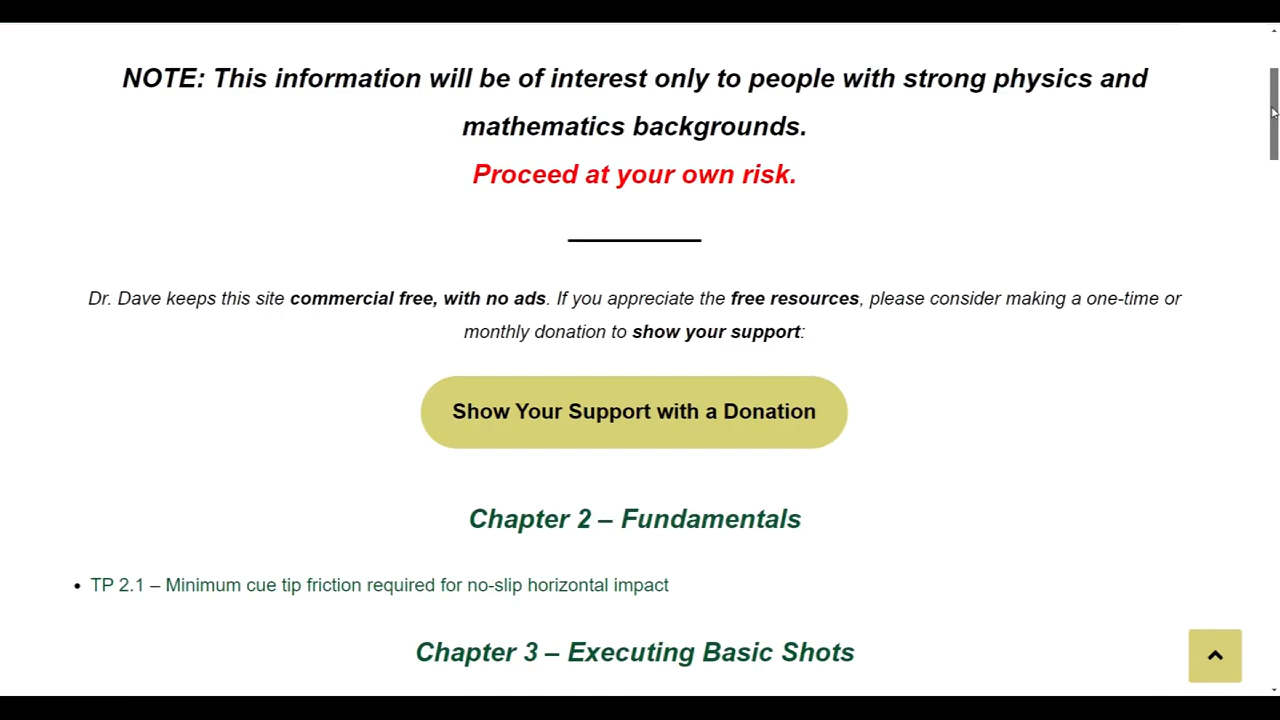 NOTE: This information will be of interest only to people with strong physics and
mathematics backgrounds.
Proceed at your own risk.
Dr. Dave keeps this site commercial free, with no ads. If you appreciate the free resources, please consider making a one-time or
monthly donation to show your support:
Show Your Support with a Donation
Chapter 2 – Fundamentals
• TP 2.1 – Minimum cue tip friction required for no-slip horizontal impact
Chapter 3 – Executing Basic Shots